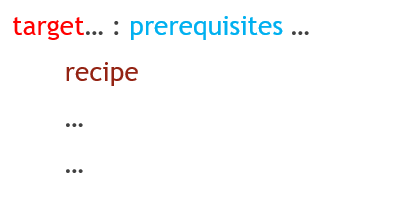 target… : prerequisites …
recipe
…
…